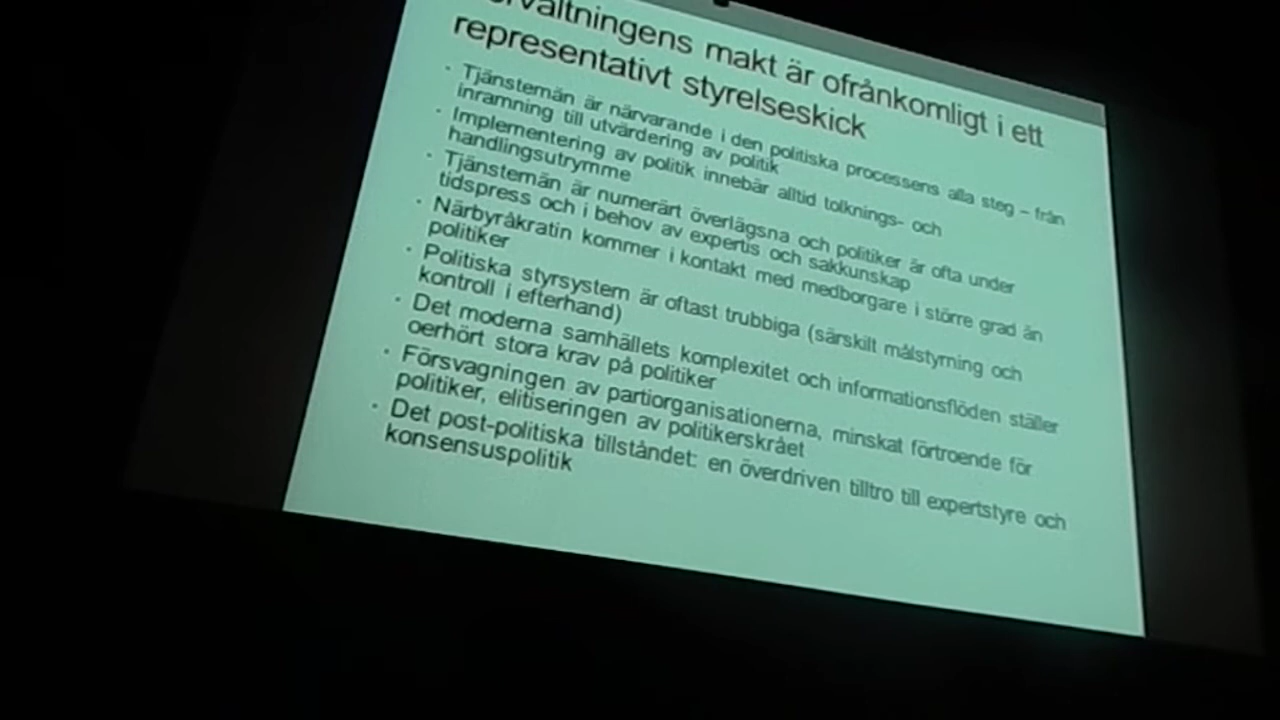 rvaltningens makt är ofrånkomligt i ett
representativt styrelseskick
· Tjänstemän är närvarande i den politiska processens alla steg – från
inramning till utvärdering av politik
· Implementering av politik innebär alltid tolknings- och
handlingsutrymme
· Tjänstemän är numerärt överlägsna och politiker är ofta under
tidspress och i behov av expertis och sakkunskap
· Närbyråkratin kommer i kontakt med medborgare i större grad än
politiker
· Politiska styrsystem är oftast trubbiga (särskilt målstyrning och
kontroll i efterhand)
· Det moderna samhällets komplexitet och informationsflöden ställer
oerhört stora krav på politiker
· Försvagningen av partiorganisationerna, minskat förtroende för
politiker, elitiseringen av politikerskrået
· Det post-politiska tillståndet: en överdriven tilltro till expertstyre och
konsensuspolitik